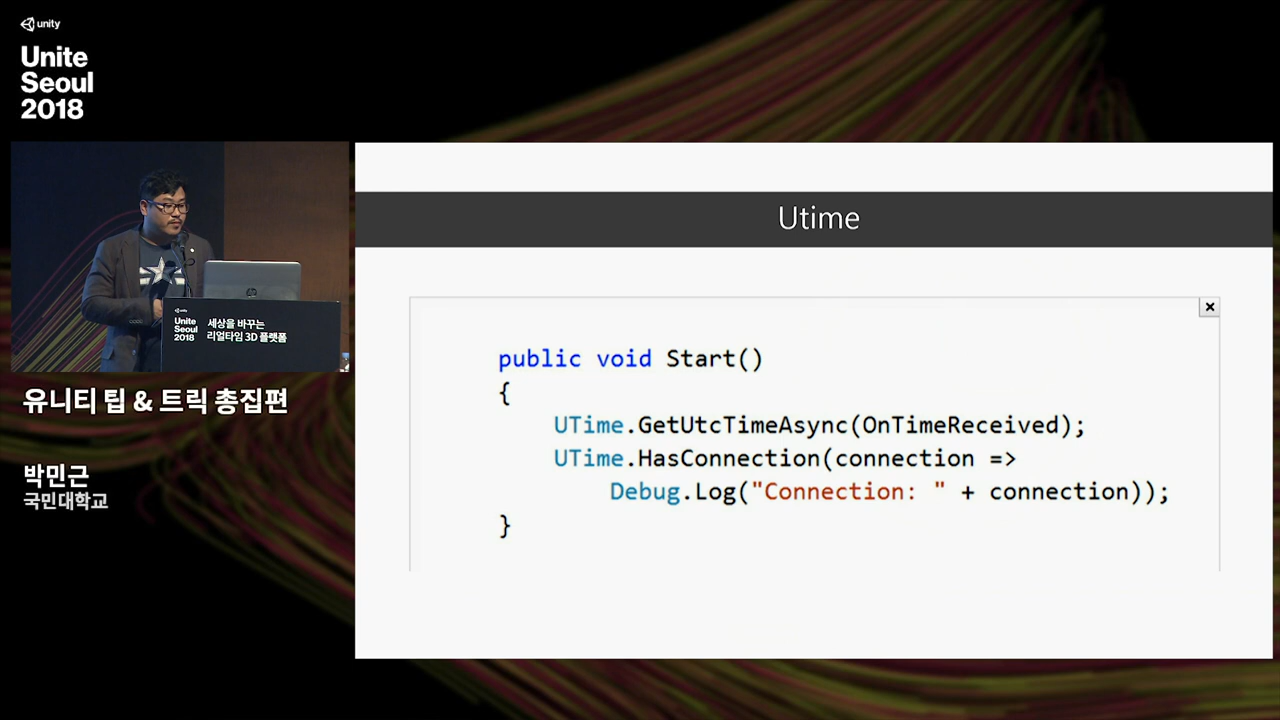 unity
Unite
Seoul
2018
unity
Unite
Seoul
2018
세상을 바꾸는
리얼타임 3D 플랫폼
유니티 팁 & 트릭 총집편
박민근
국민대학교
Utime
public void Start()
{
    UTime.GetUtcTimeAsync(OnTimeReceived);
    UTime.HasConnection(connection =>
        Debug.Log("Connection: " + connection));
}